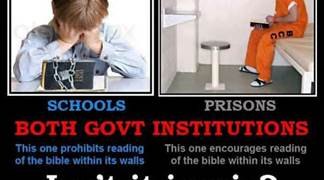 SCHOOLS PRISONS
BOTH GOVT INSTITUTIONS
This one prohibits reading This one encourages reading
of the bible within its walls of the bible within its walls